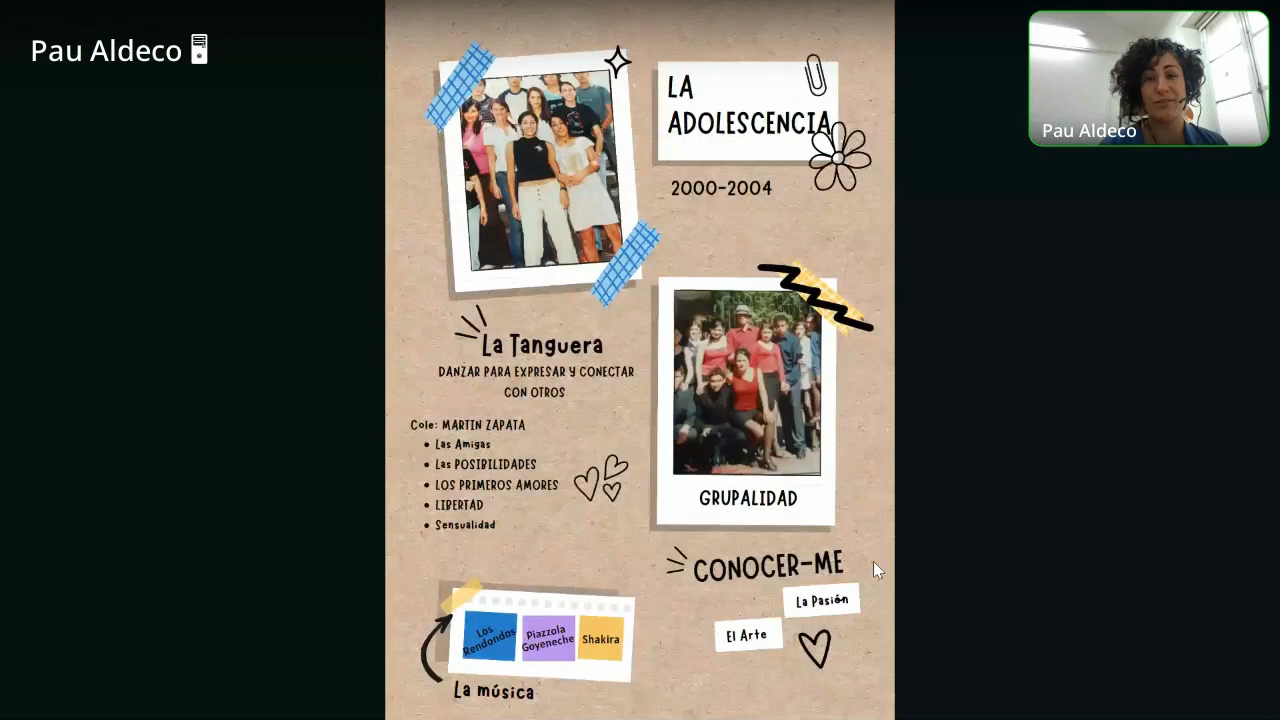 Pau Aldeco
Pau Aldeco
LA
ADOLESCENCIA
2000-2004
La Tanguera
DANZAR PARA EXPRESAR Y CONECTAR
CON OTROS
Cole: MARTIN ZAPATA
• Las Amigas
• Las POSIBILIDADES
• LOS PRIMEROS AMORES
• LIBERTAD
• Sensualidad
GRUPALIDAD
CONOCER-ME
La Pasión
El Arte
Los
Rendondos
Piazzola
Goyeneche
Shakira
La música